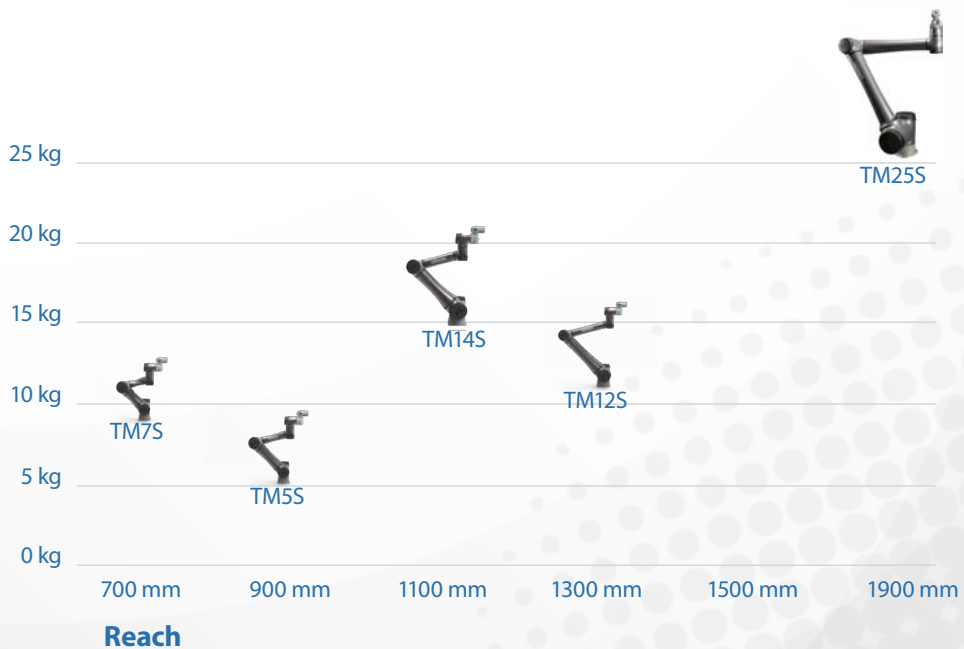 25 kg
TM25S
20 kg
15 kg
TM14S
10 kg
TM12S
TM7S
5 kg
TM5S
0 kg
700 mm 900 mm 1100 mm 1300 mm 1500 mm 1900 mm
Reach